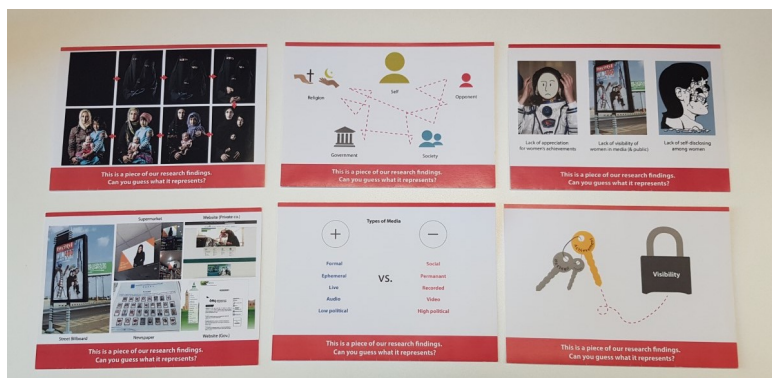 This is a piece of our research findings.
Can you guess what it represents?
Religion
Self
Opponent
Government
Society
This is a piece of our research findings.
Can you guess what it represents?
Lack of appreciation
for women's achievements
Lack of visiability of
women in media (& public)
Lack of self-disclosing
among women
This is a piece of our research findings.
Can you guess what it represents?
Supermarket
Website (Private co.)
Street Billboard
Newspaper
Website (Gov.)
This is a piece of our research findings.
Can you guess what it represents?
Types of Media
+
−
Formal
Ephemeral
Live
Audio
Low political
VS.
Social
Permanant
Recorded
Video
High political
This is a piece of our research findings.
Can you guess what it represents?
Visibility
This is a piece of our research findings.
Can you guess what it represents?